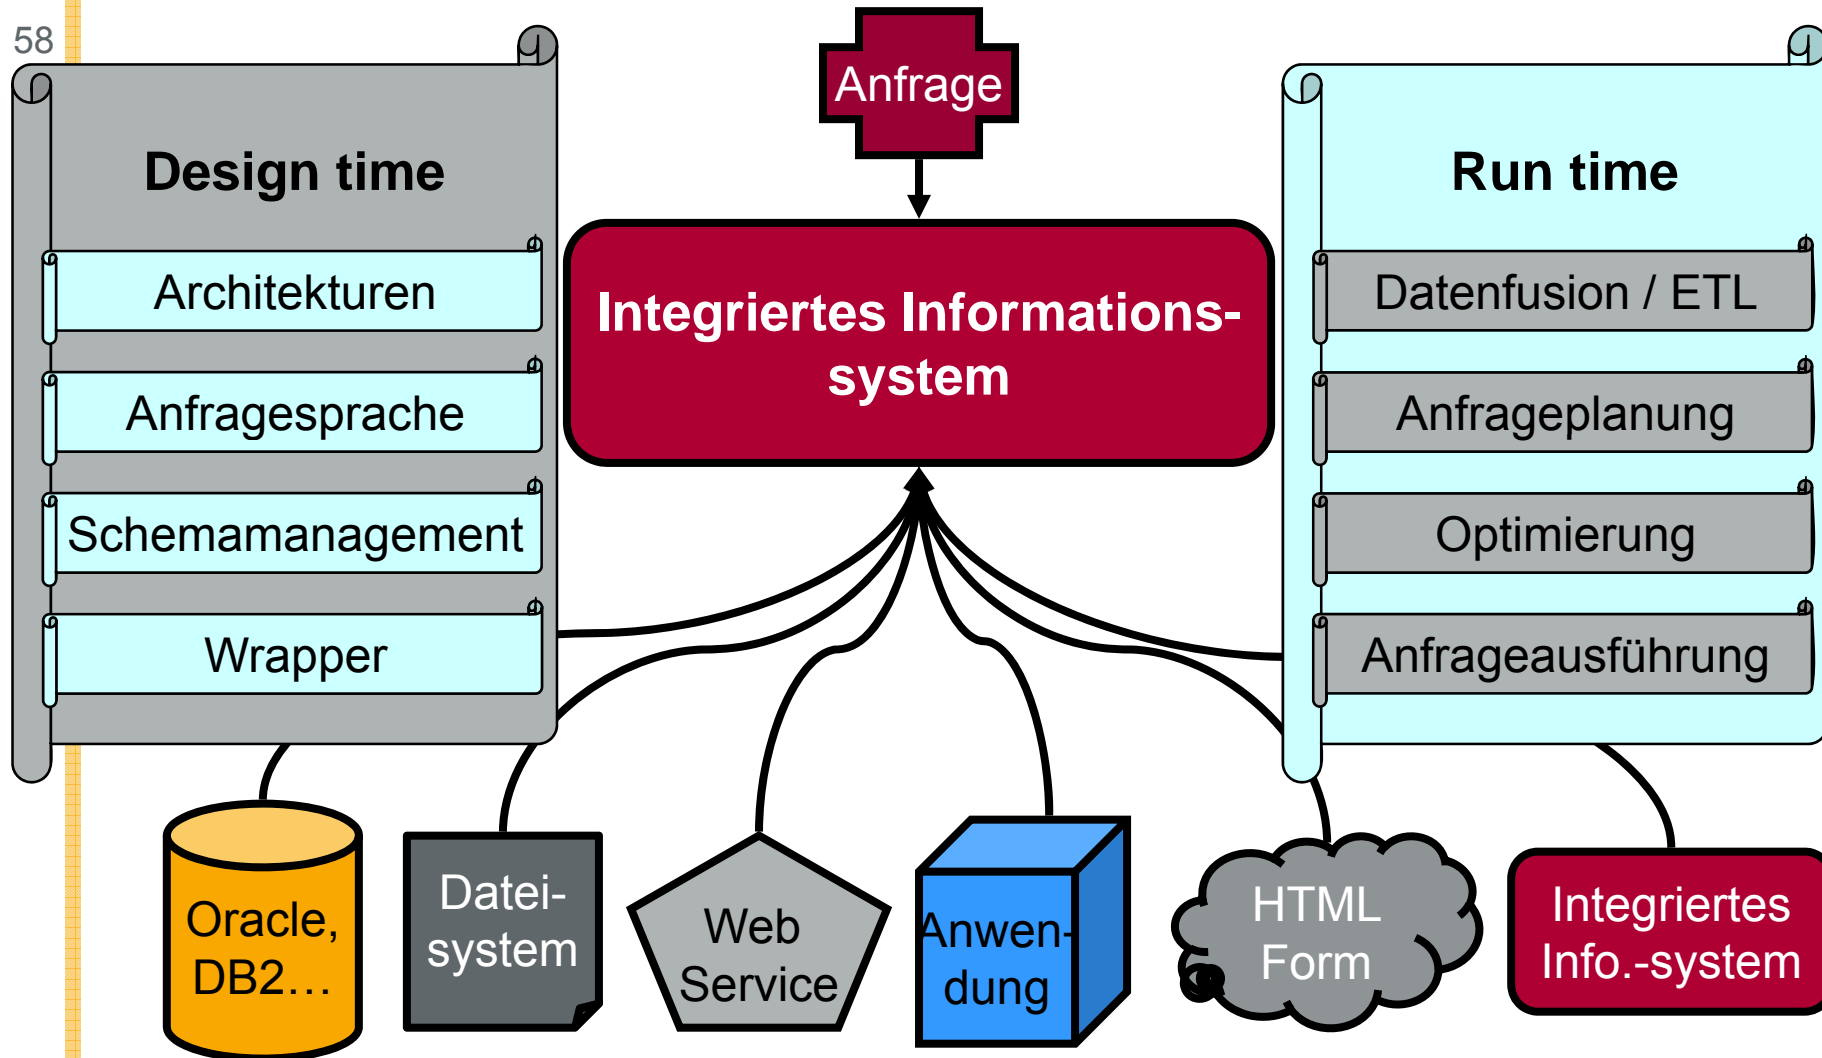 58
Anfrage
Design time
Architekturen
Anfragesprache
Schemamanagement
Wrapper
Integriertes Informations-
system
Run time
Datenfusion / ETL
Anfrageplanung
Optimierung
Anfrageausführung
Oracle,
DB2…
Datei-
system
Web
Service
Anwen-
dung
HTML
Form
Integriertes
Info.-system